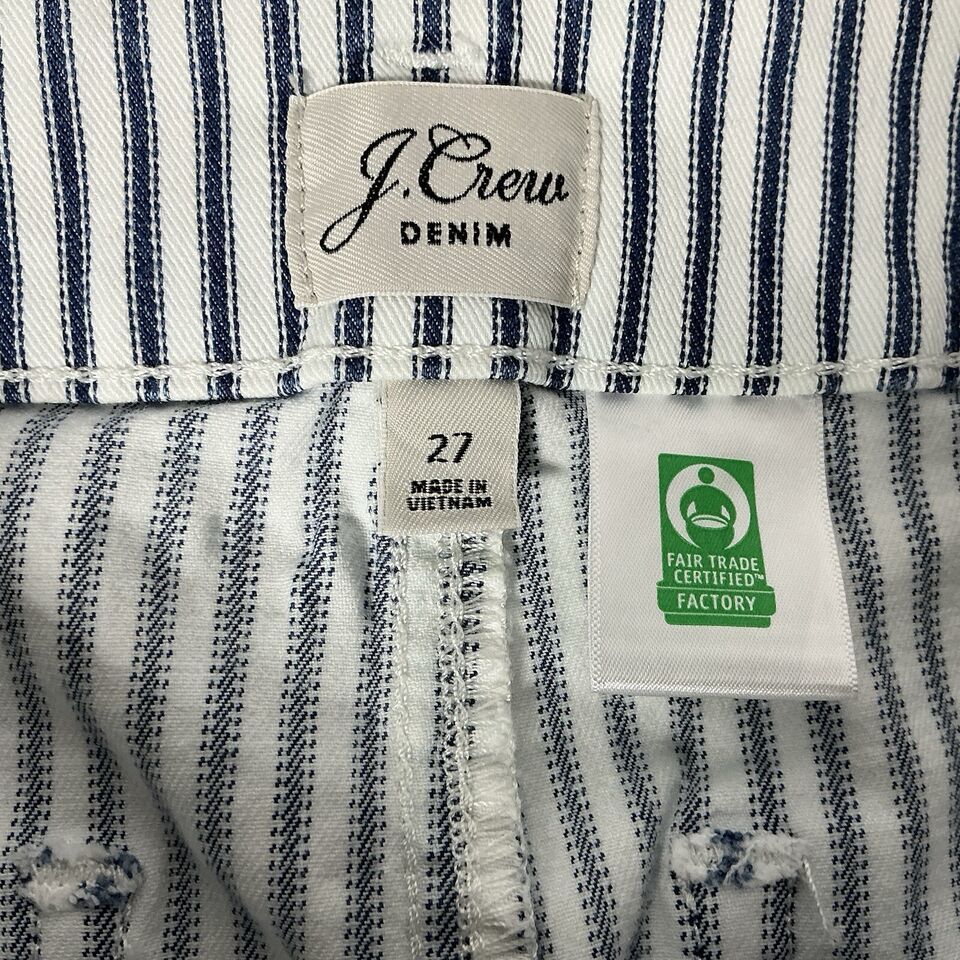 J.Crew
DENIM
27
MADE IN
VIETNAM
FAIR TRADE
CERTIFIED™
FACTORY